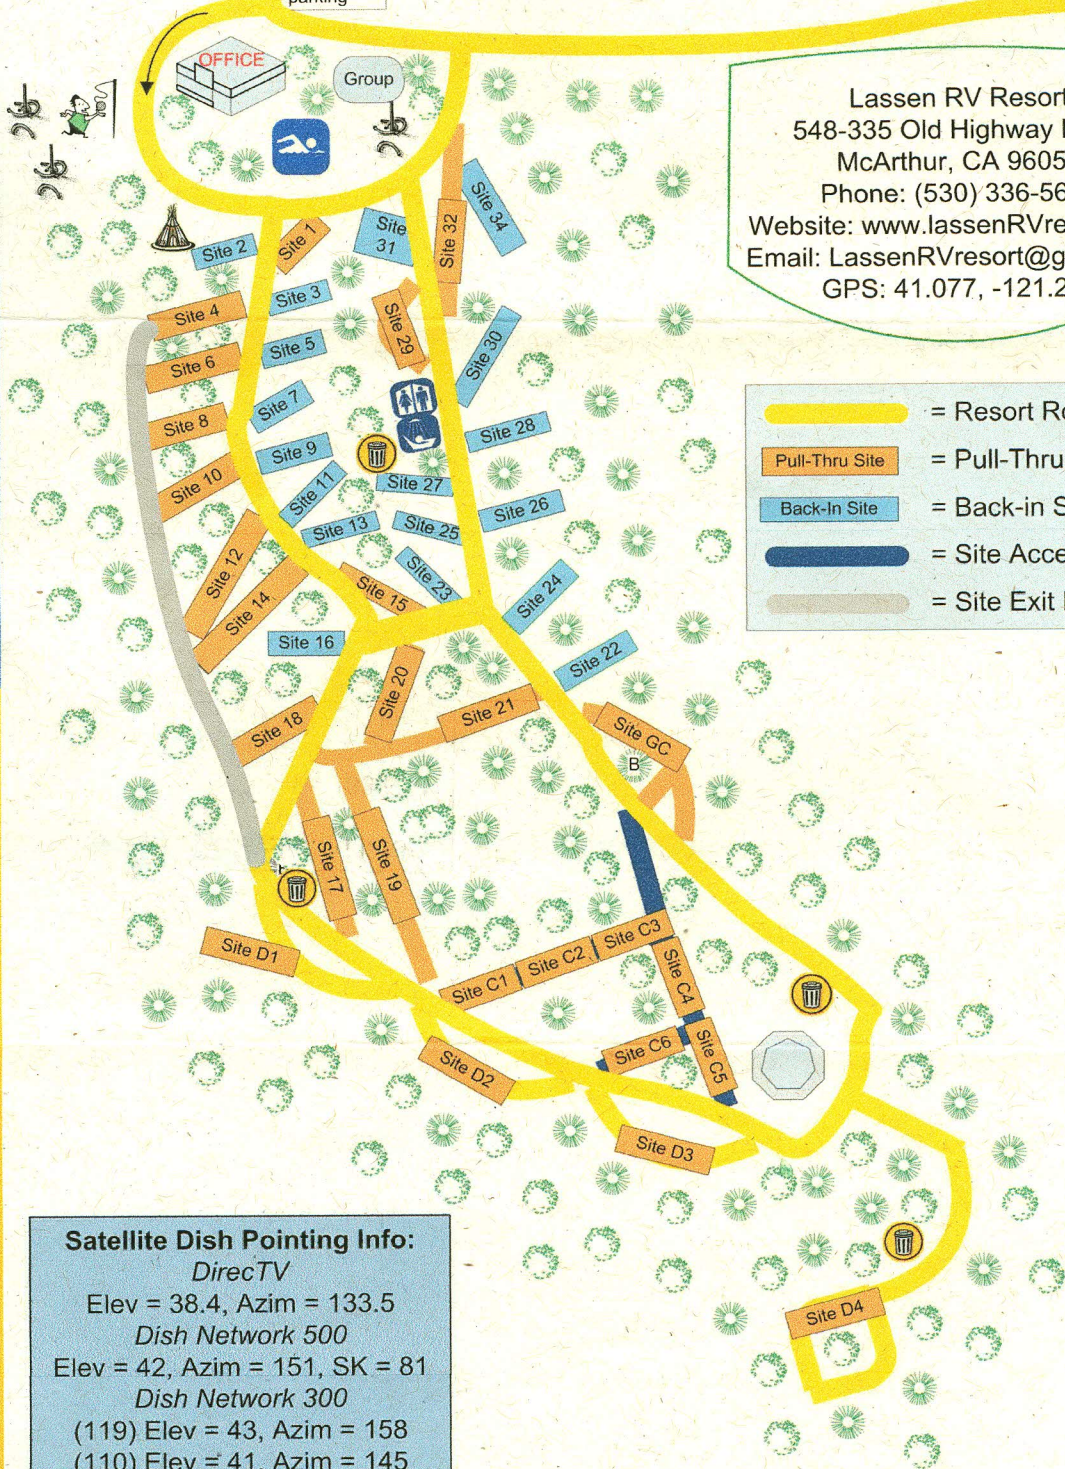 parking
OFFICE
Group
Lassen RV Resort
548-335 Old Highway
McArthur, CA 9605
Phone: (530) 336-56
Website: www.lassenRVre
Email: LassenRVresort@g
GPS: 41.077, -121.2
Site 34
Site 32
Site
31
Site 1
Site 2
Site 3
Site 4
Site 29
Site 30
Site 5
Site 6
Site 7
Site 8
Site 28
Site 9
Site 10
Site 11
Site 27
Site 26
Site 13
Site 25
Site 12
Site 14
Site 23
Site 15
Site 24
Site 16
Site 22
Site 20
Site 21
Site 18
Site GC
B
Site 17
Site 19
Site D1
Site C1
Site C2
Site C3
Site C4
Site C5
Site C6
Site D2
Site D3
Site D4
= Resort Ro
Pull-Thru Site
= Pull-Thru
Back-In Site
= Back-in S
= Site Acce
= Site Exit
Satellite Dish Pointing Info:
DirecTV
Elev = 38.4, Azim = 133.5
Dish Network 500
Elev = 42, Azim = 151, SK = 81
Dish Network 300
(119) Elev = 43, Azim = 158
(110) Elev = 41, Azim = 145